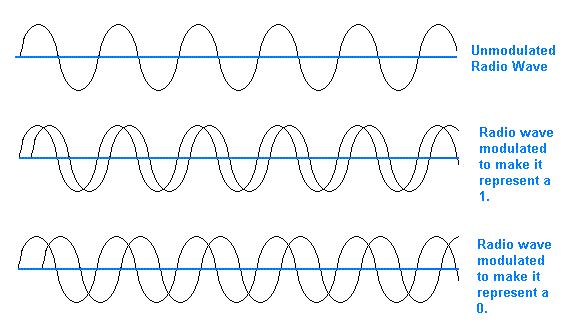 Unmodulated
Radio Wave
Radio wave
modulated
to make it
represent a
1.
Radio wave
modulated
to make it
represent a
0.